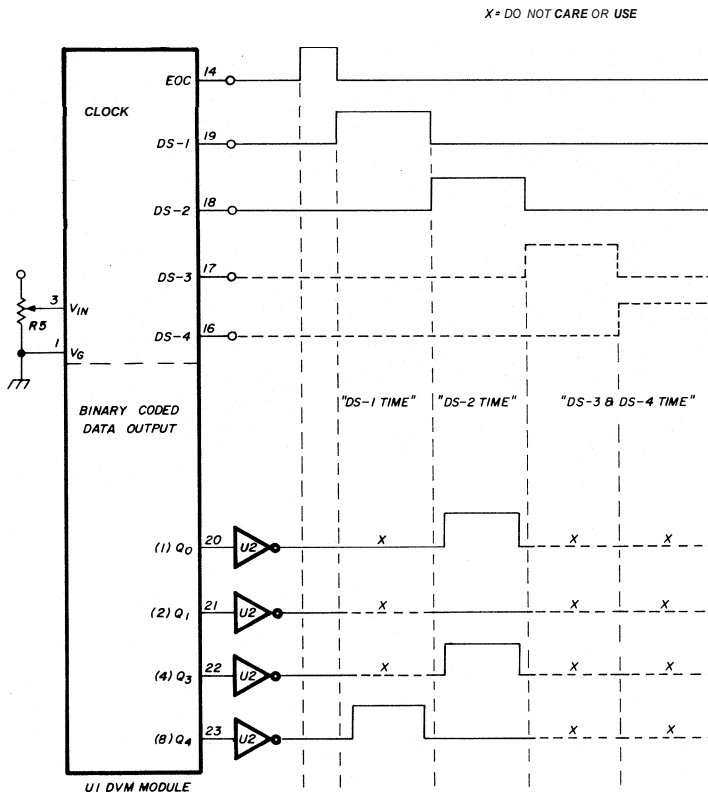 X = DO NOT CARE OR USE
EOC 14
CLOCK
DS-1 19
DS-2 18
DS-3 17
3 VIN
R5
DS-4 16
1 VG
"DS-1 TIME" "DS-2 TIME" "DS-3 & DS-4 TIME"
BINARY CODED
DATA OUTPUT
(1) Q0 20 U2 X X X
(2) Q1 21 U2 X X X
(4) Q3 22 U2 X X X
(8) Q4 23 U2 X X
U1 DVM MODULE